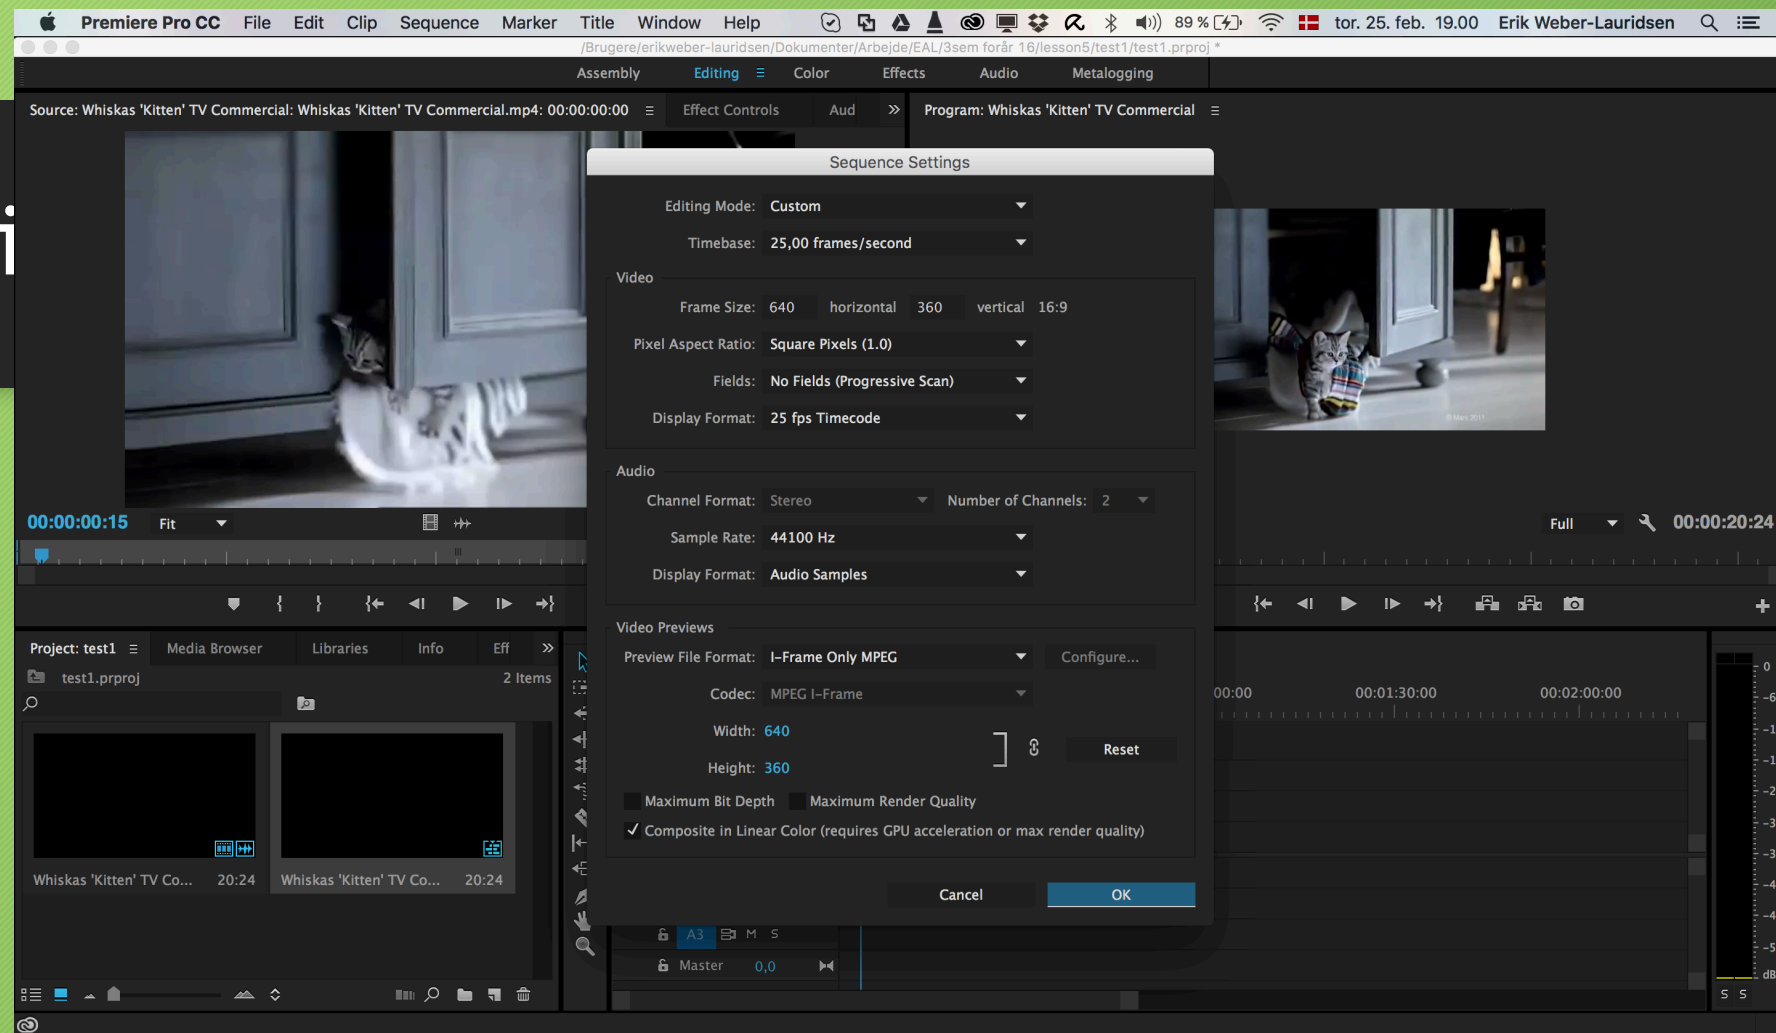 Premiere Pro CC File Edit Clip Sequence Marker Title Window Help 89 % tor. 25. feb. 19.00 Erik Weber-Lauridsen
/Brugere/erikweber-lauridsen/Dokumenter/Arbejde/EAL/3sem forår 16/lesson5/test1/test1.prproj *
Assembly Editing Color Effects Audio Metalogging
Source: Whiskas 'Kitten' TV Commercial: Whiskas 'Kitten' TV Commercial.mp4: 00:00:00:00 Effect Controls Aud Program: Whiskas 'Kitten' TV Commercial
Sequence Settings
Editing Mode: Custom
Timebase: 25,00 frames/second
Video
Frame Size: 640 horizontal 360 vertical 16:9
Pixel Aspect Ratio: Square Pixels (1.0)
Fields: No Fields (Progressive Scan)
Display Format: 25 fps Timecode
© Mars 2011
Audio
Channel Format: Stereo Number of Channels: 2
00:00:00:15 Fit Full 00:00:20:24
Sample Rate: 44100 Hz
Display Format: Audio Samples
Video Previews
Project: test1 Media Browser Libraries Info Eff
Preview File Format: I-Frame Only MPEG Configure...
test1.prproj 2 Items
Codec: MPEG I-Frame
00:00 00:01:30:00 00:02:00:00
Width: 640
Height: 360
Reset
Maximum Bit Depth Maximum Render Quality
Composite in Linear Color (requires GPU acceleration or max render quality)
Whiskas 'Kitten' TV Co... 20:24 Whiskas 'Kitten' TV Co... 20:24
Cancel OK
A3 M S
Master 0,0
0
-6
dB
S S